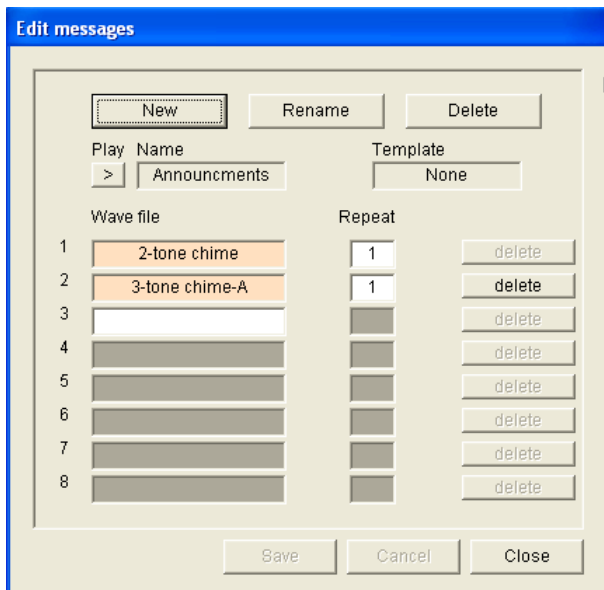 Edit messages
New Rename Delete
Play Name Template
> Announcments None
Wave file Repeat
1 2-tone chime 1 delete
2 3-tone chime-A 1 delete
3 delete
4 delete
5 delete
6 delete
7 delete
8 delete
Save Cancel Close